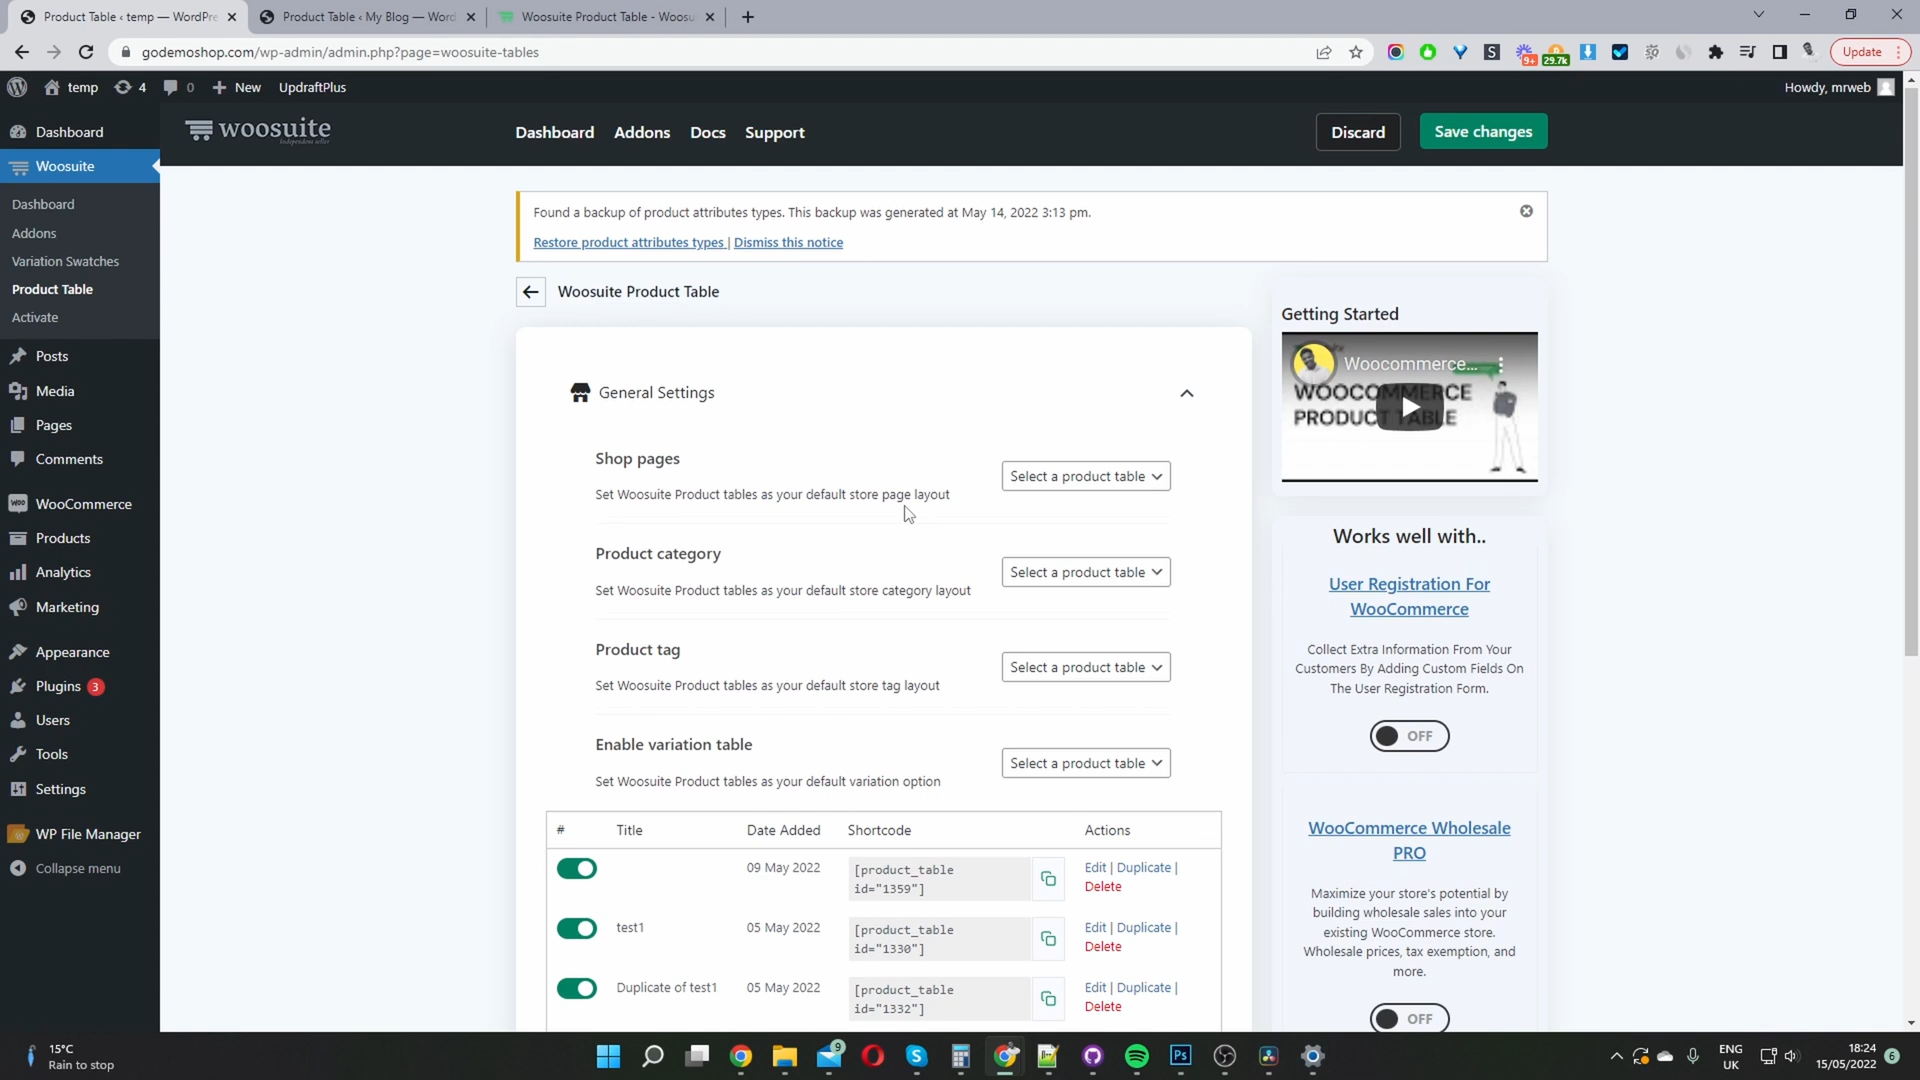 Product Table ‹ temp — WordPre
Product Table ‹ My Blog — Word
Woosuite Product Table - Woosu
godemoshop.com/wp-admin/admin.php?page=woosuite-tables
9+
29.7k
Update
temp
4
0
New
UpdraftPlus
Howdy, mrweb
Dashboard
Woosuite
Dashboard
Addons
Variation Swatches
Product Table
Activate
Posts
Media
Pages
Comments
WooCommerce
Products
Analytics
Marketing
Appearance
Plugins 3
Users
Tools
Settings
WP File Manager
Collapse menu
woosuite
Independent seller
Dashboard
Addons
Docs
Support
Discard
Save changes
Found a backup of product attributes types. This backup was generated at May 14, 2022 3:13 pm.
Restore product attributes types | Dismiss this notice
Woosuite Product Table
General Settings
Shop pages
Set Woosuite Product tables as your default store page layout
Select a product table
Product category
Set Woosuite Product tables as your default store category layout
Select a product table
Product tag
Set Woosuite Product tables as your default store tag layout
Select a product table
Enable variation table
Set Woosuite Product tables as your default variation option
Select a product table
# Title Date Added Shortcode Actions
09 May 2022 [product_table id="1359"] Edit | Duplicate | Delete
test1 05 May 2022 [product_table id="1330"] Edit | Duplicate | Delete
Duplicate of test1 05 May 2022 [product_table id="1332"] Edit | Duplicate | Delete
Getting Started
Woocommerce...
WOOCOMMERCE
PRODUCT TABLE
Works well with..
User Registration For
WooCommerce
Collect Extra Information From Your
Customers By Adding Custom Fields On
The User Registration Form.
OFF
WooCommerce Wholesale
PRO
Maximize your store's potential by
building wholesale sales into your
existing WooCommerce store.
Wholesale prices, tax exemption, and
more.
OFF
15°C
Rain to stop
9
Ps
ENG
UK
18:24
15/05/2022
6